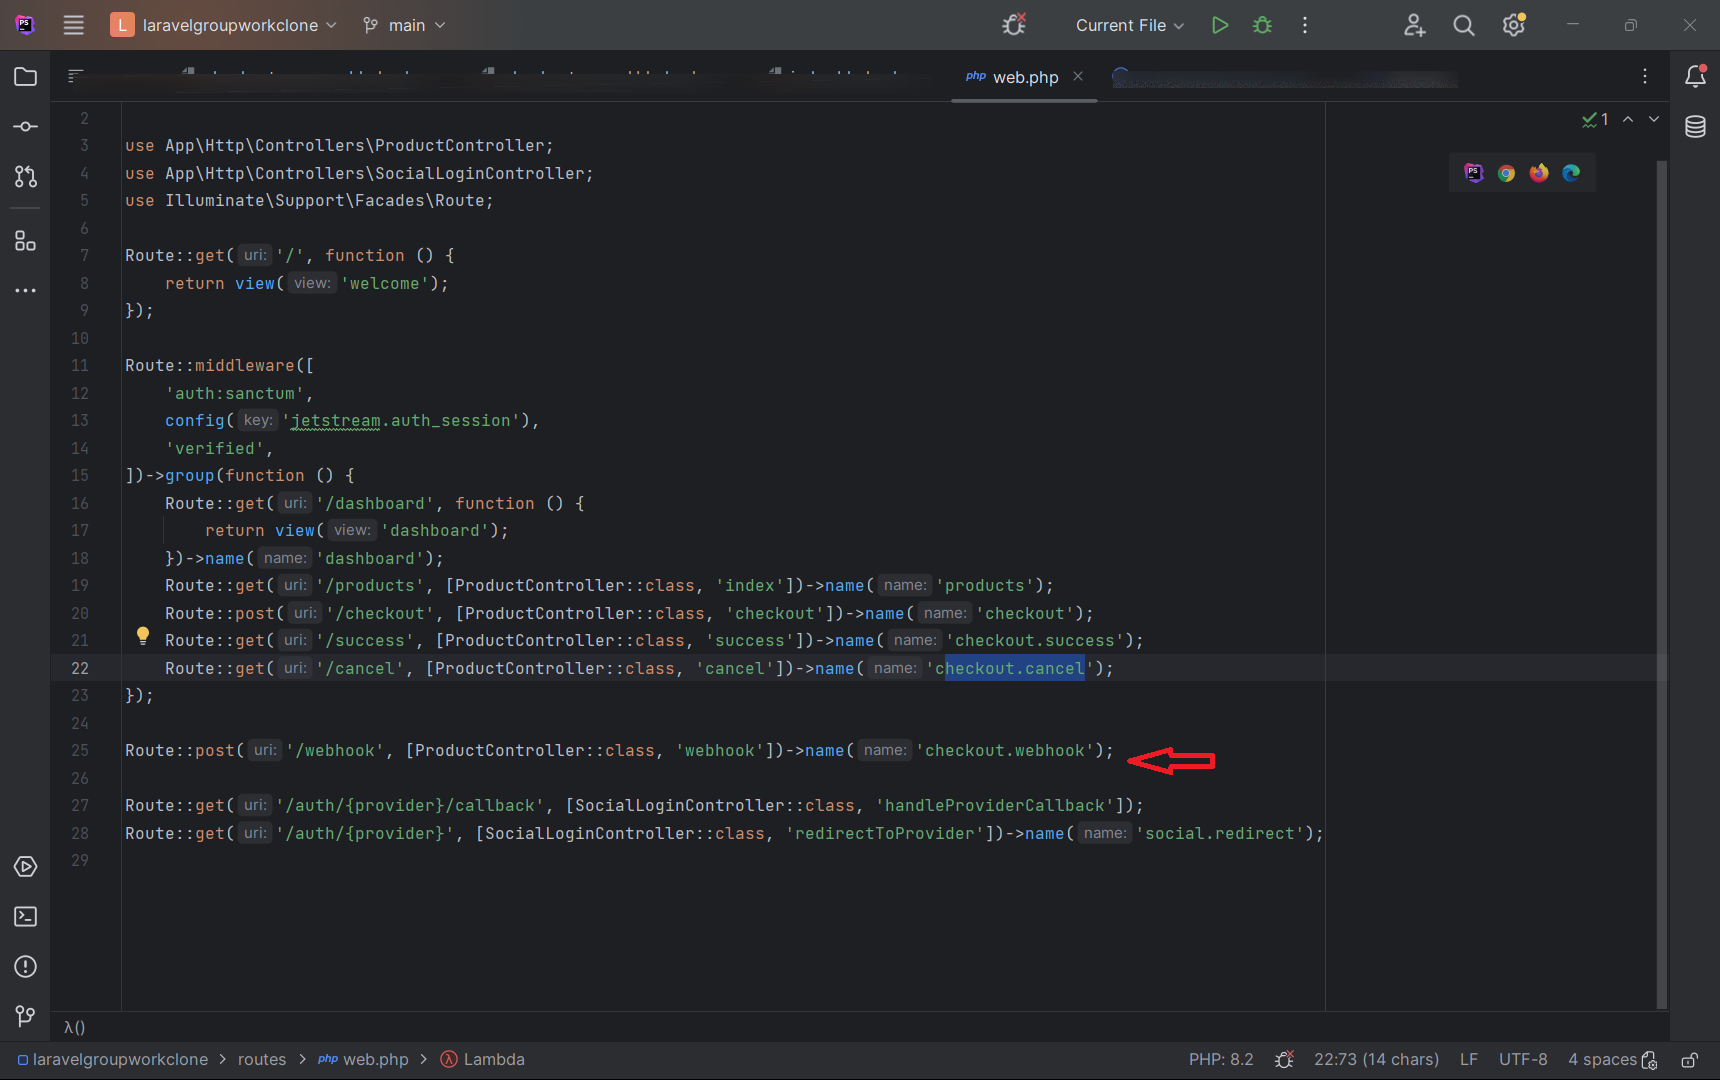 L laravelgroupworkclone main Current File
php web.php
1
2
3 use App\Http\Controllers\ProductController;
4 use App\Http\Controllers\SocialLoginController;
5 use Illuminate\Support\Facades\Route;
6
7 Route::get( uri: '/', function () {
8 return view( view: 'welcome');
9 });
10
11 Route::middleware([
12 'auth:sanctum',
13 config( key: 'jetstream.auth_session'),
14 'verified',
15 ])->group(function () {
16 Route::get( uri: '/dashboard', function () {
17 return view( view: 'dashboard');
18 })->name( name: 'dashboard');
19 Route::get( uri: '/products', [ProductController::class, 'index'])->name( name: 'products');
20 Route::post( uri: '/checkout', [ProductController::class, 'checkout'])->name( name: 'checkout');
21 Route::get( uri: '/success', [ProductController::class, 'success'])->name( name: 'checkout.success');
22 Route::get( uri: '/cancel', [ProductController::class, 'cancel'])->name( name: 'checkout.cancel');
23 });
24
25 Route::post( uri: '/webhook', [ProductController::class, 'webhook'])->name( name: 'checkout.webhook');
26
27 Route::get( uri: '/auth/{provider}/callback', [SocialLoginController::class, 'handleProviderCallback']);
28 Route::get( uri: '/auth/{provider}', [SocialLoginController::class, 'redirectToProvider'])->name( name: 'social.redirect');
29
λ()
laravelgroupworkclone > routes > php web.php > λ Lambda PHP: 8.2 22:73 (14 chars) LF UTF-8 4 spaces